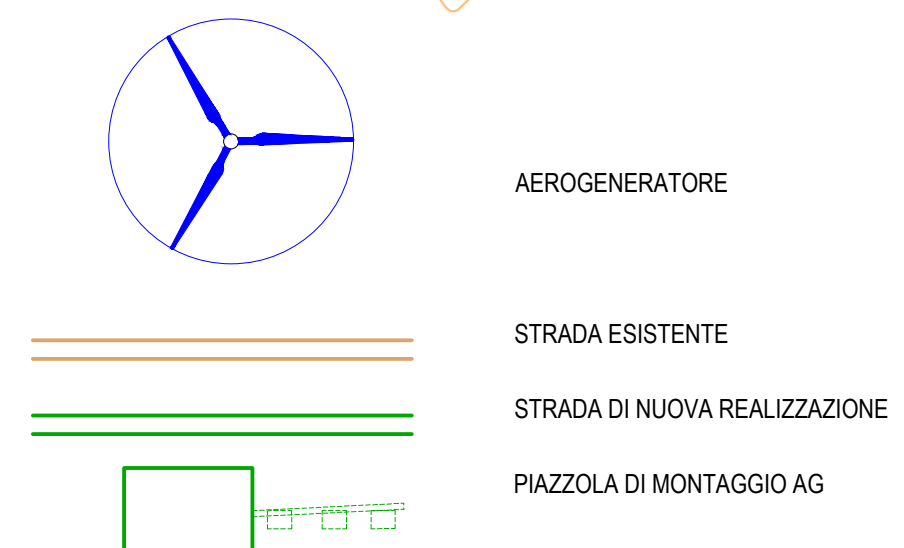 AEROGENERATORE
STRADA ESISTENTE
STRADA DI NUOVA REALIZZAZIONE
PIAZZOLA DI MONTAGGIO AG